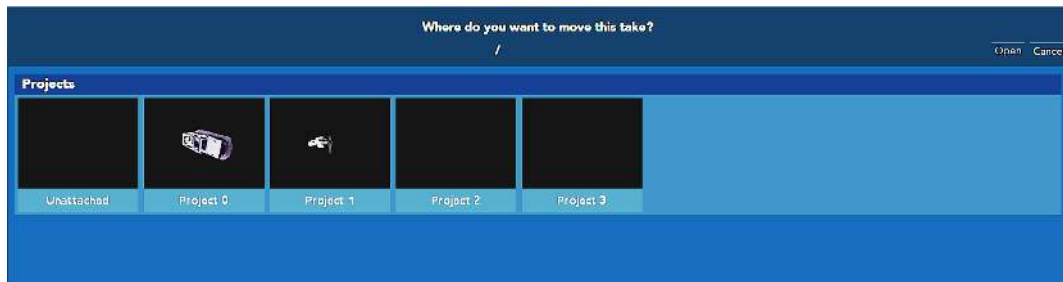 Where do you want to move this take?
/
Open Cance
Projects
Unattached Project 0 Project 1 Project 2 Project 3